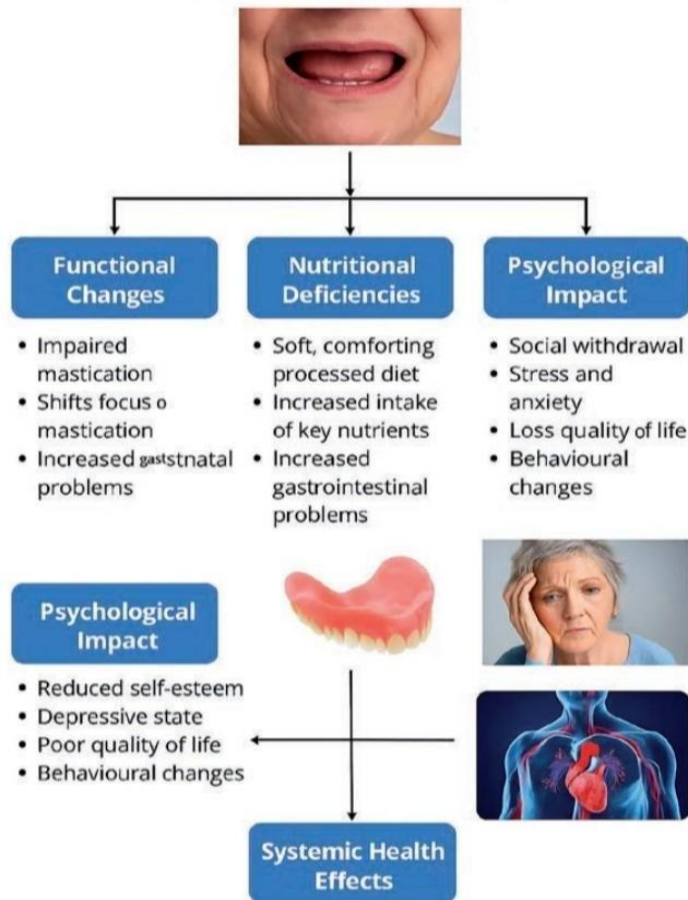 Functional
Changes
• Impaired
mastication
• Shifts focus o
mastication
• Increased gaststnatal
problems
Nutritional
Deficiencies
• Soft, comforting
processed diet
• Increased intake
of key nutrients
• Increased
gastrointestinal
problems
Psychological
Impact
• Social withdrawal
• Stress and
anxiety
• Loss quality of life
• Behavioural
changes
Psychological
Impact
• Reduced self-esteem
• Depressive state
• Poor quality of life
• Behavioural changes
Systemic Health
Effects